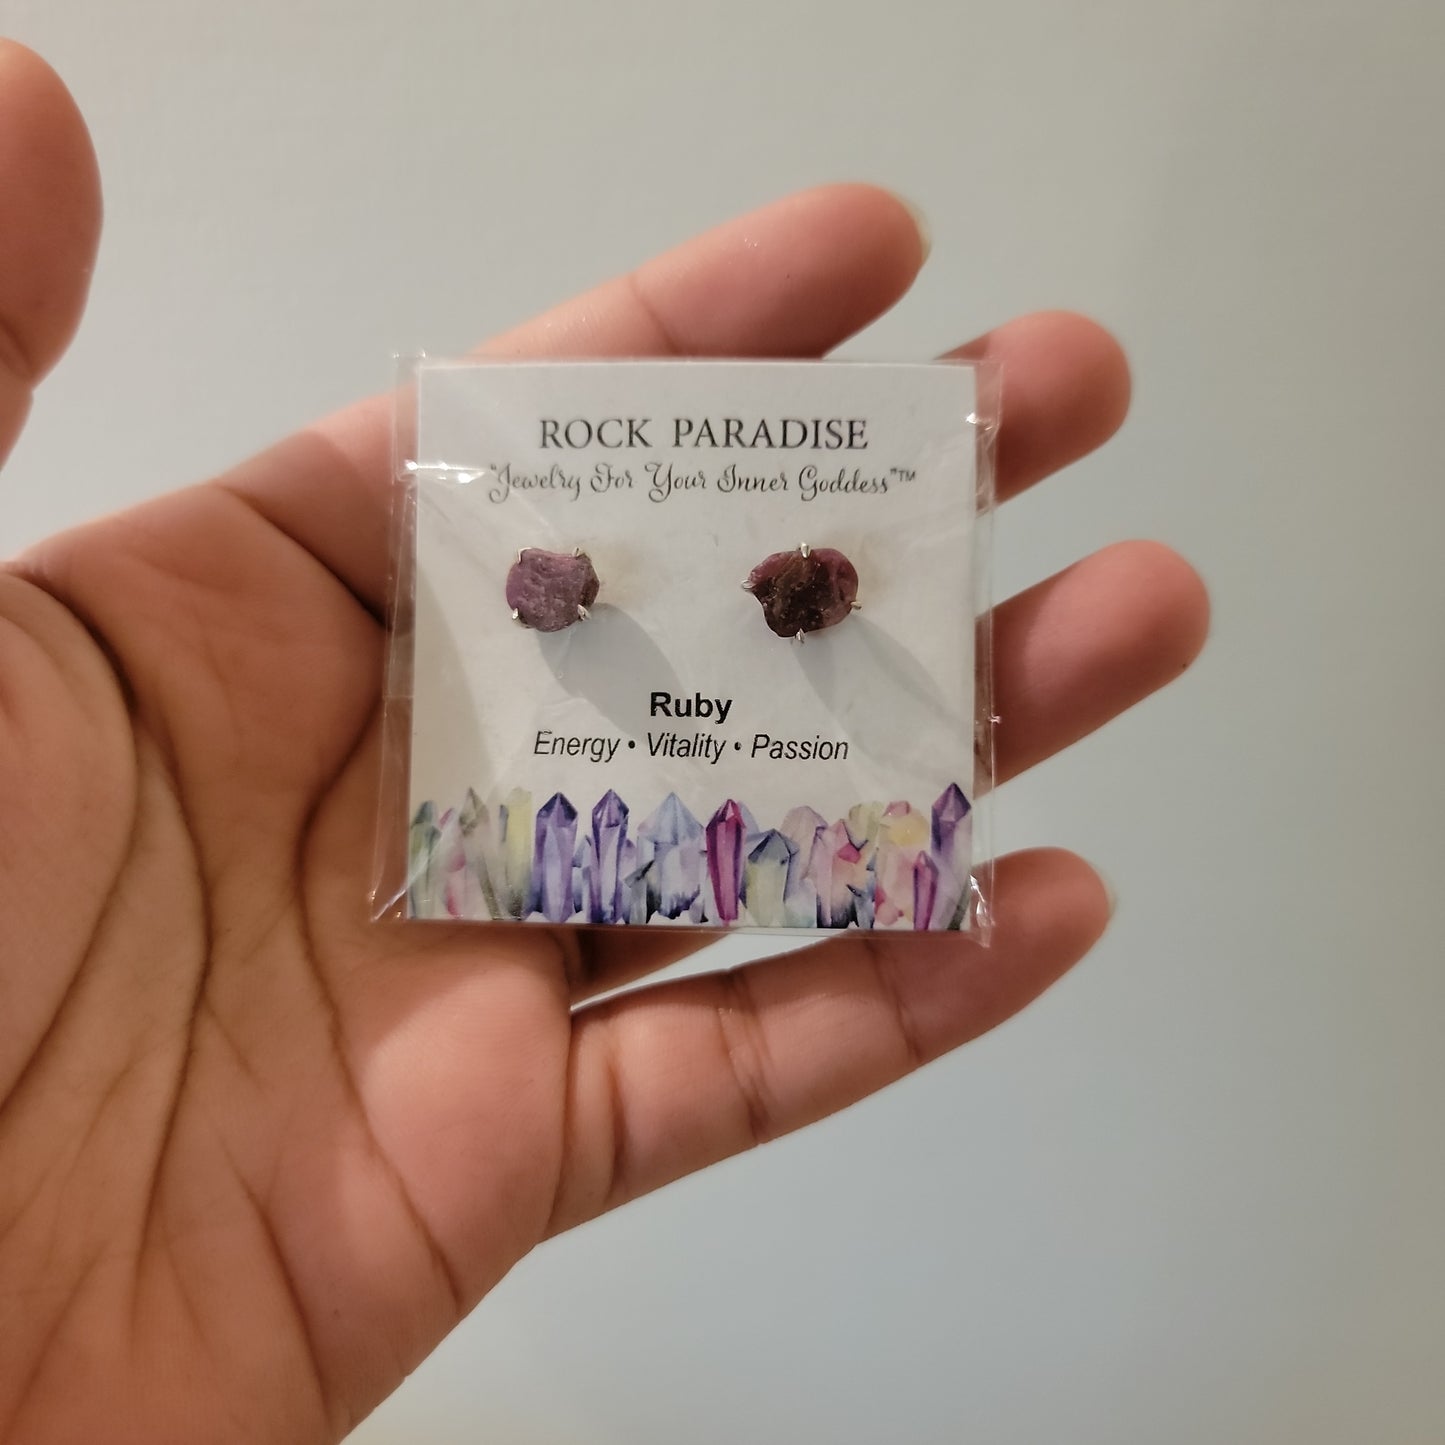 ROCK PARADISE
"Jewelry For Your Inner Goddess"™
Ruby
Energy • Vitality • Passion